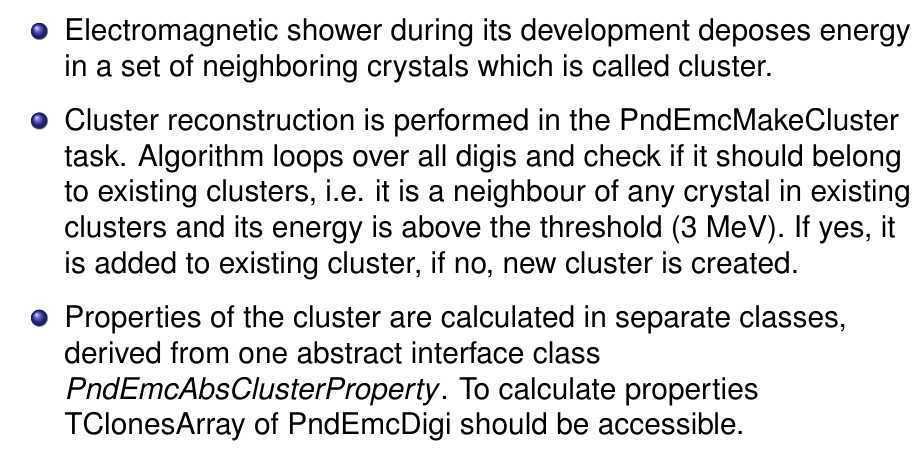 Electromagnetic shower during its development deposes energy
in a set of neighboring crystals which is called cluster.
Cluster reconstruction is performed in the PndEmcMakeCluster
task. Algorithm loops over all digis and check if it should belong
to existing clusters, i.e. it is a neighbour of any crystal in existing
clusters and its energy is above the threshold (3 MeV). If yes, it
is added to existing cluster, if no, new cluster is created.
Properties of the cluster are calculated in separate classes,
derived from one abstract interface class
PndEmcAbsClusterProperty. To calculate properties
TClonesArray of PndEmcDigi should be accessible.